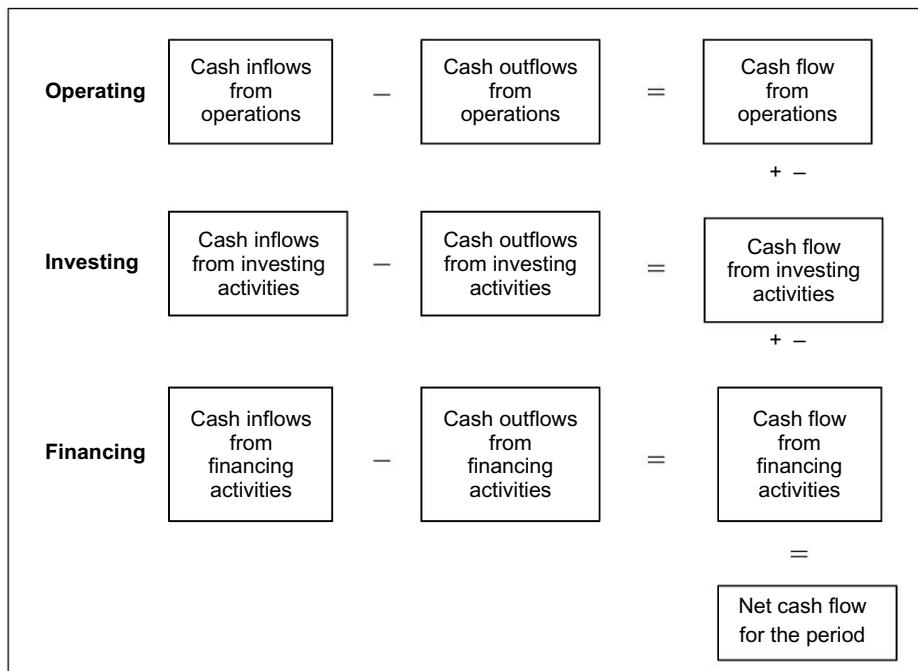 Operating
Cash inflows
from
operations
–
Cash outflows
from
operations
=
Cash flow
from
operations
+ –
Investing
Cash inflows
from investing
activities
–
Cash outflows
from investing
activities
=
Cash flow
from investing
activities
+ –
Financing
Cash inflows
from
financing
activities
–
Cash outflows
from
financing
activities
=
Cash flow
from
financing
activities
=
Net cash flow
for the period